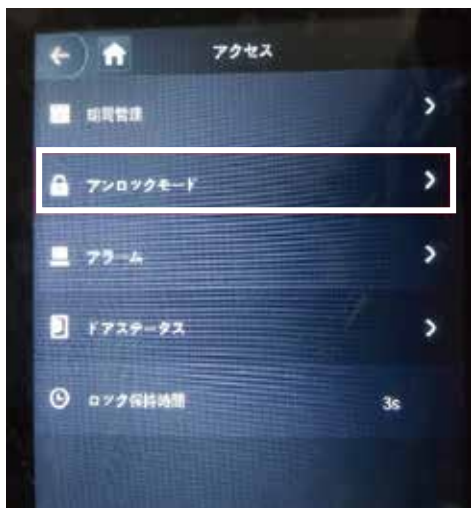 アクセス
期間管理
アンロックモード
アラーム
ドアステータス
ロック保持時間 3s